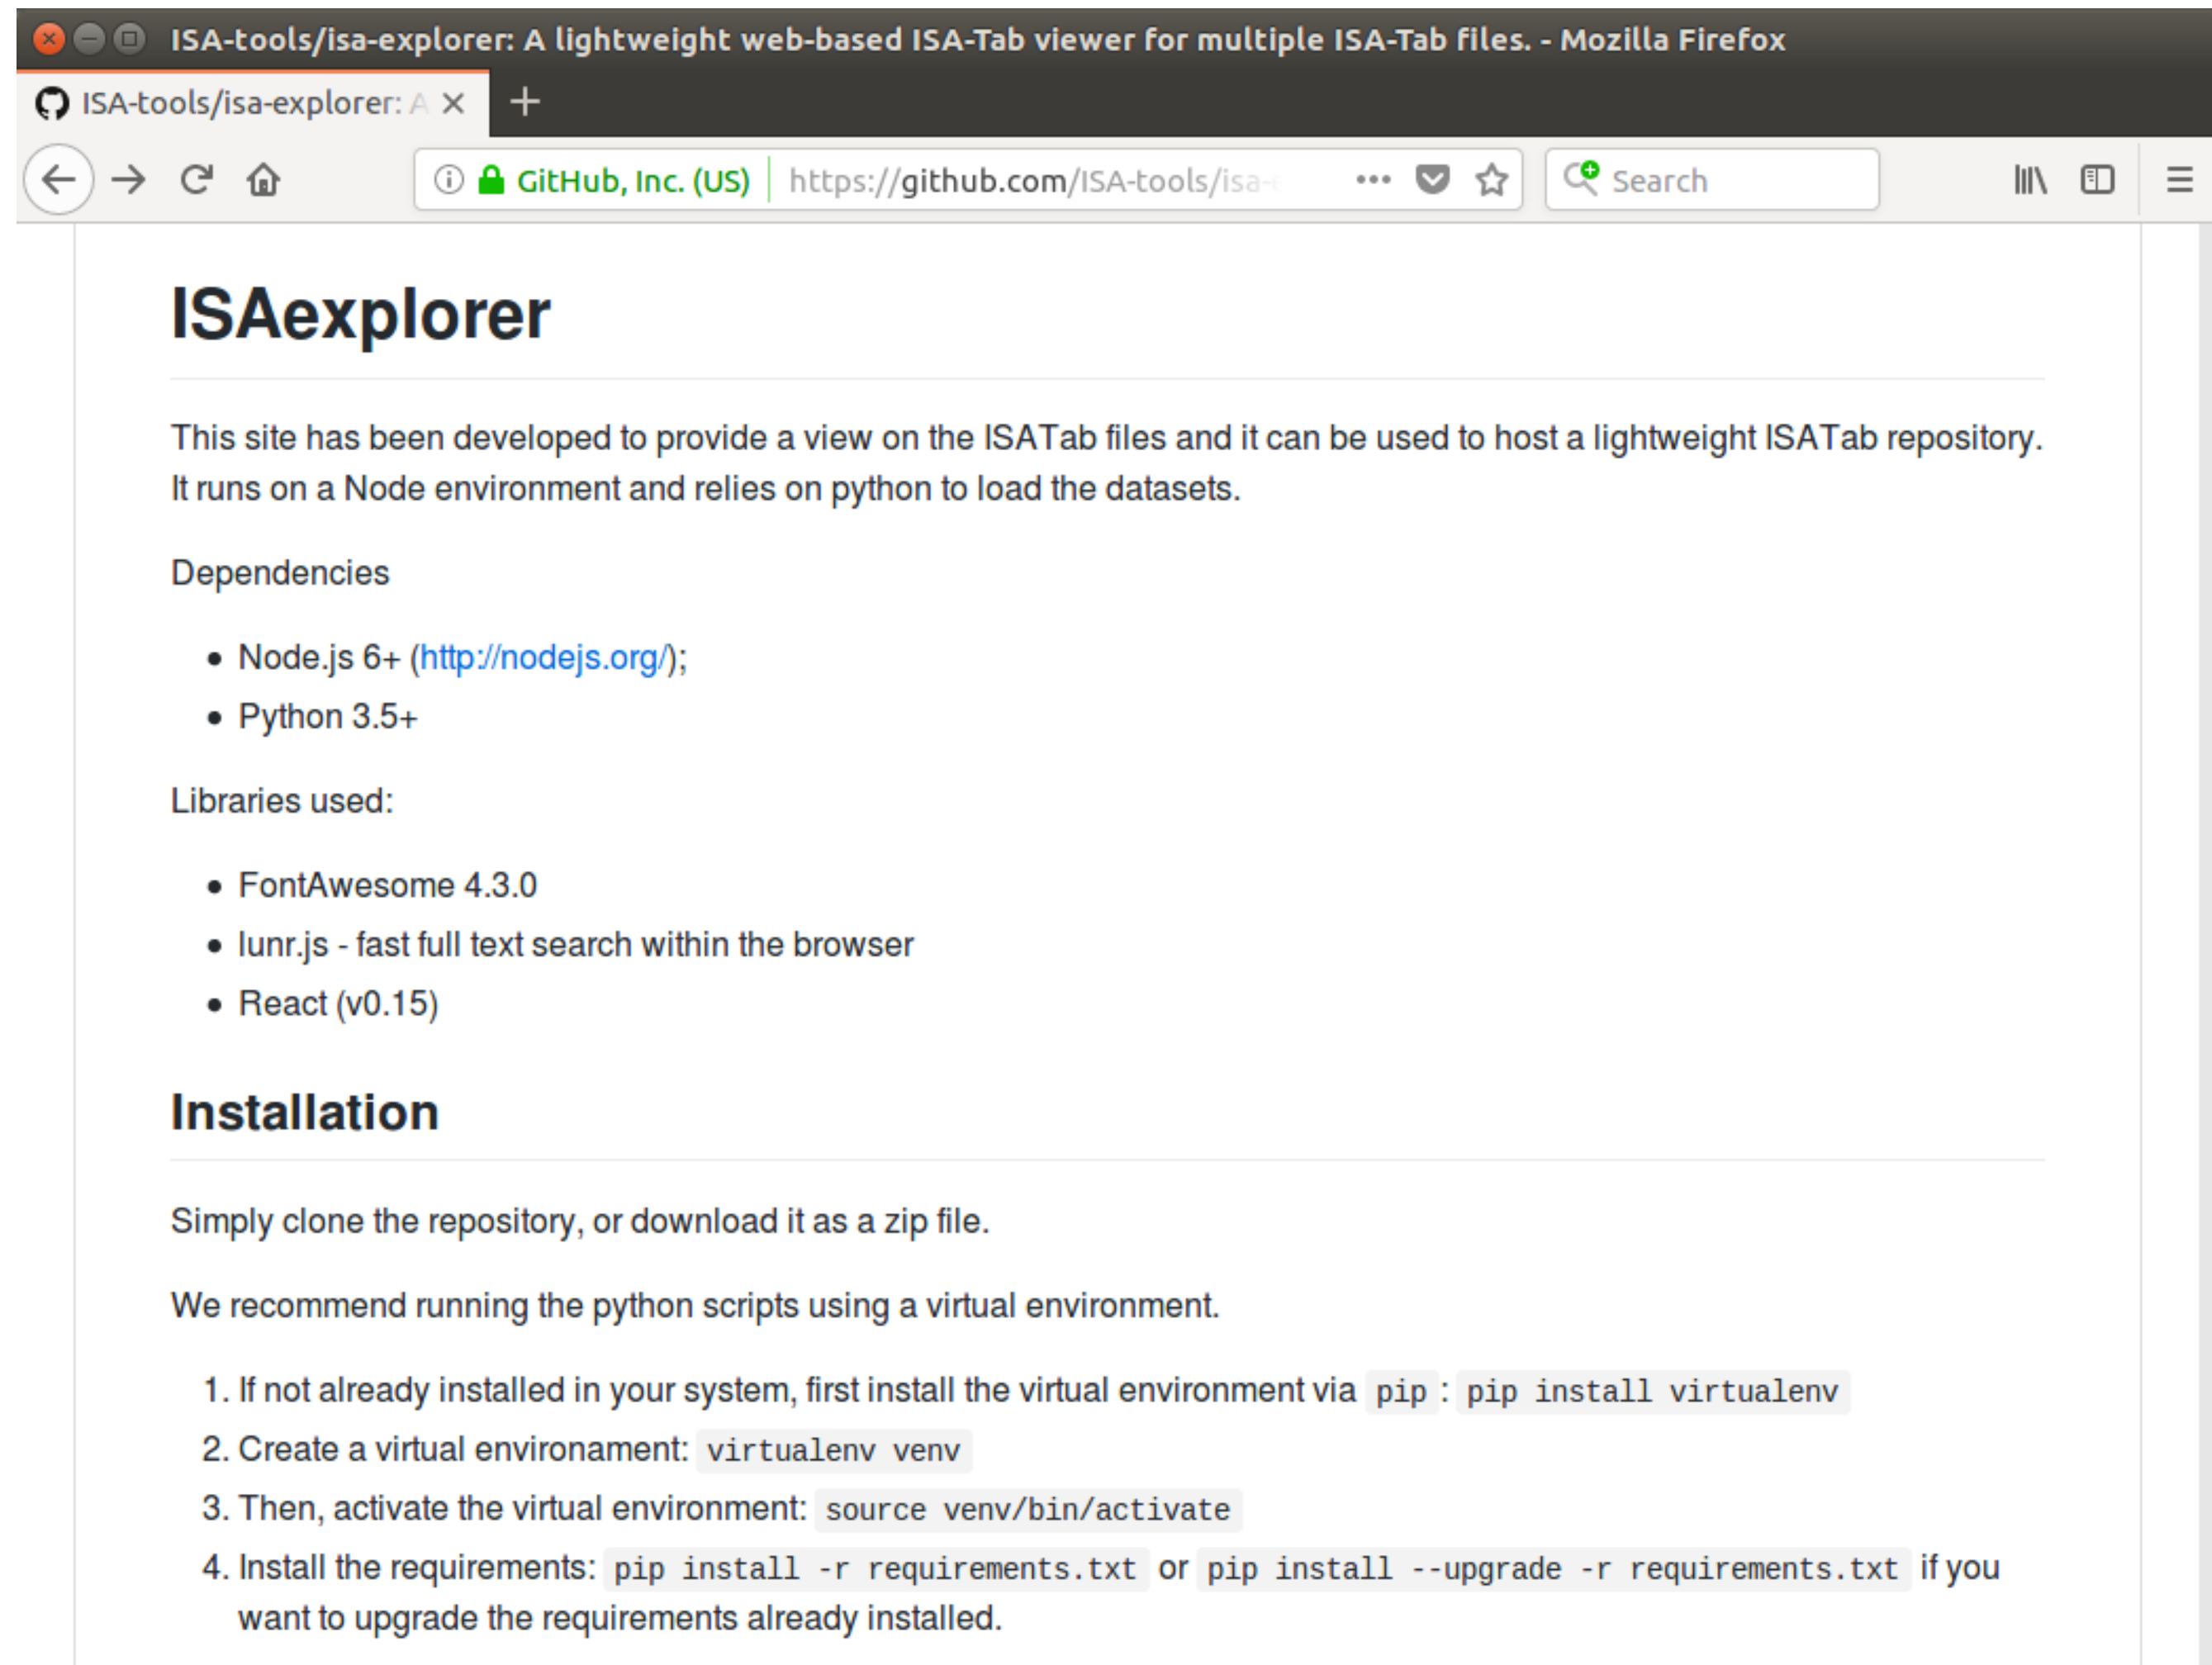 ISA-tools/isa-explorer: A lightweight web-based ISA-Tab viewer for multiple ISA-Tab files. - Mozilla Firefox
ISA-tools/isa-explorer: A
GitHub, Inc. (US) https://github.com/ISA-tools/isa-e Search
ISAexplorer
This site has been developed to provide a view on the ISATab files and it can be used to host a lightweight ISATab repository.
It runs on a Node environment and relies on python to load the datasets.
Dependencies
• Node.js 6+ (http://nodejs.org/);
• Python 3.5+
Libraries used:
• FontAwesome 4.3.0
• lunr.js - fast full text search within the browser
• React (v0.15)
Installation
Simply clone the repository, or download it as a zip file.
We recommend running the python scripts using a virtual environment.
1. If not already installed in your system, first install the virtual environment via pip : pip install virtualenv
2. Create a virtual environament: virtualenv venv
3. Then, activate the virtual environment: source venv/bin/activate
4. Install the requirements: pip install -r requirements.txt or pip install --upgrade -r requirements.txt if you
want to upgrade the requirements already installed.